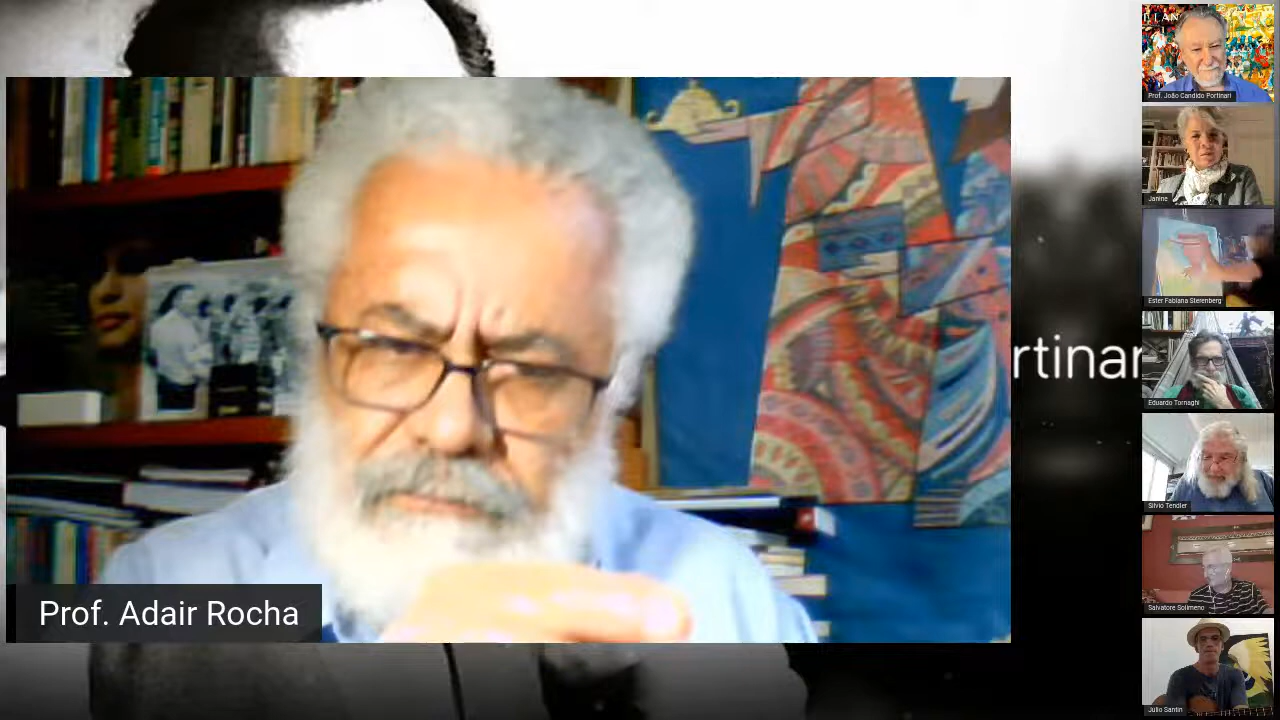 Prof. Adair Rocha
rtinar
Prof. João Candido Portinari
Janine
Ester Fabiana Sterenberg
Eduardo Tornaghi
Silvio Tendler
Salvatore Solimeno
Júlio Santin